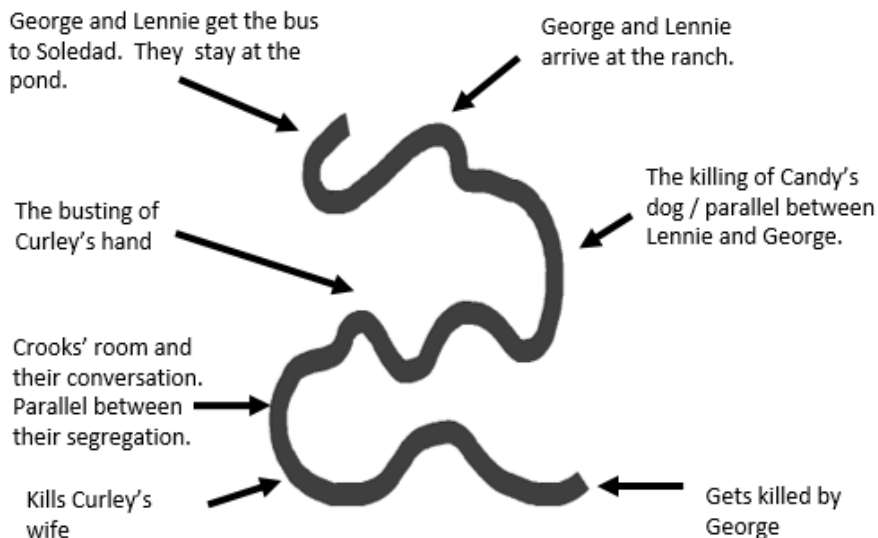 George and Lennie get the bus
to Soledad. They stay at the
pond.
George and Lennie
arrive at the ranch.
The killing of Candy's
dog / parallel between
Lennie and George.
The busting of
Curley's hand
Crooks' room and
their conversation.
Parallel between
their segregation.
Kills Curley's
wife
Gets killed by
George